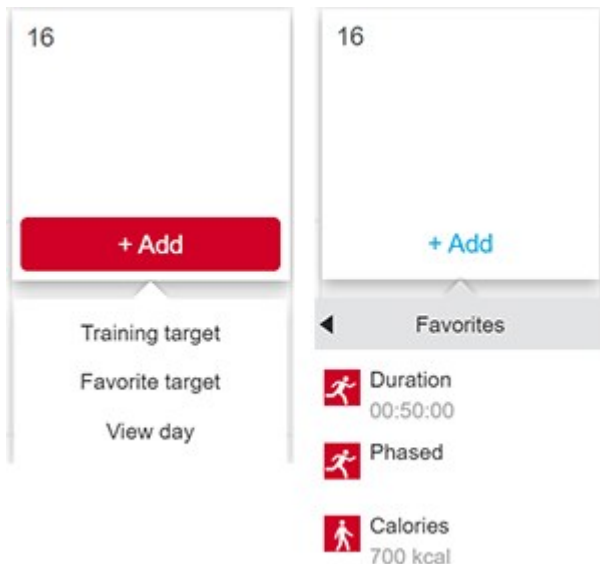 16
+ Add
Training target
Favorite target
View day
16
+ Add
Favorites
Duration
00:50:00
Phased
Calories
700 kcal